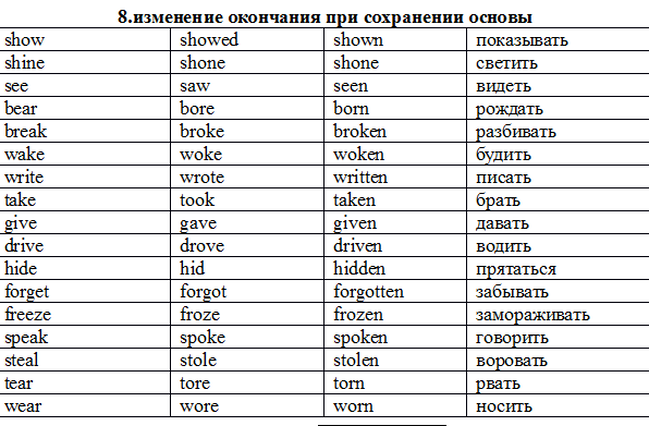 8.изменение окончания при сохранении основы
show showed shown показывать
shine shone shone светить
see saw seen видеть
bear bore born рождать
break broke broken разбивать
wake woke woken будить
write wrote written писать
take took taken брать
give gave given давать
drive drove driven водить
hide hid hidden прятаться
forget forgot forgotten забывать
freeze froze frozen замораживать
speak spoke spoken говорить
steal stole stolen воровать
tear tore torn рвать
wear wore worn носить